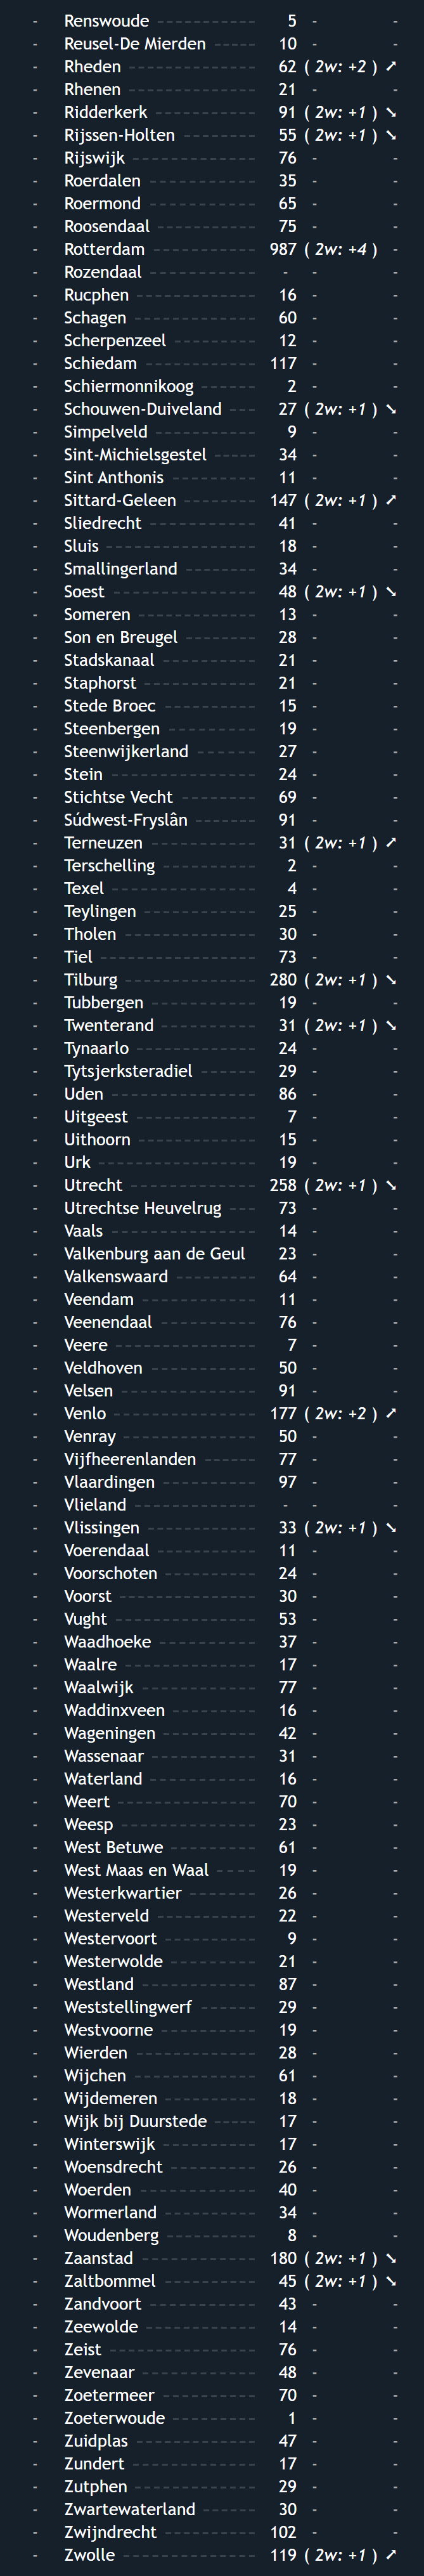 - Renswoude ------------ 5 - -
- Reusel-De Mierden ------ 10 - -
- Rheden --------------- 62 ( 2w: +2 ) ➚
- Rhenen --------------- 21 - -
- Ridderkerk ------------ 91 ( 2w: +1 ) ➘
- Rijssen-Holten --------- 55 ( 2w: +1 ) ➘
- Rijswijk -------------- 76 - -
- Roerdalen ------------ 35 - -
- Roermond ------------ 65 - -
- Roosendaal ----------- 75 - -
- Rotterdam ------------ 987 ( 2w: +4 ) -
- Rozendaal ------------ - - -
- Rucphen ------------- 16 - -
- Schagen -------------- 60 - -
- Scherpenzeel --------- 12 - -
- Schiedam ------------- 117 - -
- Schiermonnikoog ------ 2 - -
- Schouwen-Duiveland --- 27 ( 2w: +1 ) ➘
- Simpelveld ------------ 9 - -
- Sint-Michielsgestel ----- 34 - -
- Sint Anthonis ---------- 11 - -
- Sittard-Geleen --------- 147 ( 2w: +1 ) ➚
- Sliedrecht ------------ 41 - -
- Sluis ----------------- 18 - -
- Smallingerland -------- 34 - -
- Soest ----------------- 48 ( 2w: +1 ) ➘
- Someren ------------- 13 - -
- Son en Breugel -------- 28 - -
- Stadskanaal ----------- 21 - -
- Staphorst ------------- 21 - -
- Stede Broec ---------- 15 - -
- Steenbergen ---------- 19 - -
- Steenwijkerland ------ 27 - -
- Stein ---------------- 24 - -
- Stichtse Vecht --------- 69 - -
- Súdwest-Fryslân ------- 91 - -
- Terneuzen ------------ 31 ( 2w: +1 ) ➚
- Terschelling ----------- 2 - -
- Texel ---------------- 4 - -
- Teylingen ------------- 25 - -
- Tholen --------------- 30 - -
- Tiel ------------------ 73 - -
- Tilburg --------------- 280 ( 2w: +1 ) ➘
- Tubbergen ------------ 19 - -
- Twenterand ----------- 31 ( 2w: +1 ) ➘
- Tynaarlo ------------- 24 - -
- Tytsjerksteradiel ------ 29 - -
- Uden ---------------- 86 - -
- Uitgeest -------------- 7 - -
- Uithoorn ------------- 15 - -
- Urk ------------------ 19 - -
- Utrecht --------------- 258 ( 2w: +1 ) ➘
- Utrechtse Heuvelrug --- 73 - -
- Vaals ---------------- 14 - -
- Valkenburg aan de Geul 23 - -
- Valkenswaard --------- 64 - -
- Veendam ------------- 11 - -
- Veenendaal ----------- 76 - -
- Veere ---------------- 7 - -
- Veldhoven ------------ 50 - -
- Velsen --------------- 91 - -
- Venlo ---------------- 177 ( 2w: +2 ) ➚
- Venray --------------- 50 - -
- Vijfheerenlanden ------ 77 - -
- Vlaardingen ----------- 97 - -
- Vlieland -------------- - - -
- Vlissingen ------------ 33 ( 2w: +1 ) ➘
- Voerendaal ----------- 11 - -
- Voorschoten ---------- 24 - -
- Voorst --------------- 30 - -
- Vught ---------------- 53 - -
- Waadhoeke ----------- 37 - -
- Waalre --------------- 17 - -
- Waalwijk ------------- 77 - -
- Waddinxveen --------- 16 - -
- Wageningen ---------- 42 - -
- Wassenaar ------------ 31 - -
- Waterland ------------ 16 - -
- Weert ---------------- 70 - -
- Weesp --------------- 23 - -
- West Betuwe --------- 61 - -
- West Maas en Waal ---- 19 - -
- Westerkwartier ------- 26 - -
- Westerveld ----------- 22 - -
- Westervoort ---------- 9 - -
- Westerwolde ---------- 21 - -
- Westland ------------- 87 - -
- Weststellingwerf ------ 29 - -
- Westvoorne ----------- 19 - -
- Wierden ------------- 28 - -
- Wijchen -------------- 61 - -
- Wijdemeren ---------- 18 - -
- Wijk bij Duurstede ----- 17 - -
- Winterswijk ----------- 17 - -
- Woensdrecht --------- 26 - -
- Woerden ------------- 40 - -
- Wormerland ---------- 34 - -
- Woudenberg ---------- 8 - -
- Zaanstad ------------- 180 ( 2w: +1 ) ➘
- Zaltbommel ----------- 45 ( 2w: +1 ) ➘
- Zandvoort ------------ 43 - -
- Zeewolde ------------ 14 - -
- Zeist ----------------- 76 - -
- Zevenaar ------------- 48 - -
- Zoetermeer ---------- 70 - -
- Zoeterwoude --------- 1 - -
- Zuidplas -------------- 47 - -
- Zundert -------------- 17 - -
- Zutphen -------------- 29 - -
- Zwartewaterland ------ 30 - -
- Zwijndrecht ----------- 102 - -
- Zwolle --------------- 119 ( 2w: +1 ) ➚